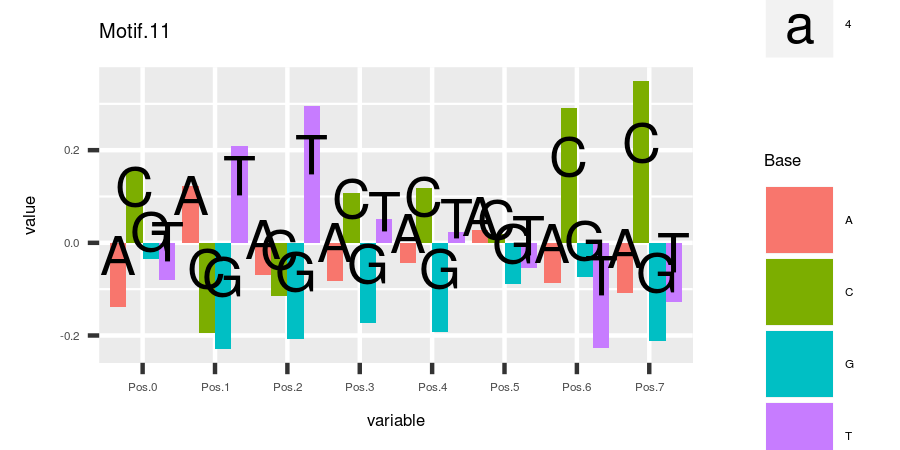 Motif.11
a 4
value
0.2
0.0
-0.2
A C G T A C G T A C G T A C G T A C G T A C G T A C G T A C G T
Pos.0 Pos.1 Pos.2 Pos.3 Pos.4 Pos.5 Pos.6 Pos.7
variable
Base
A
C
G
T